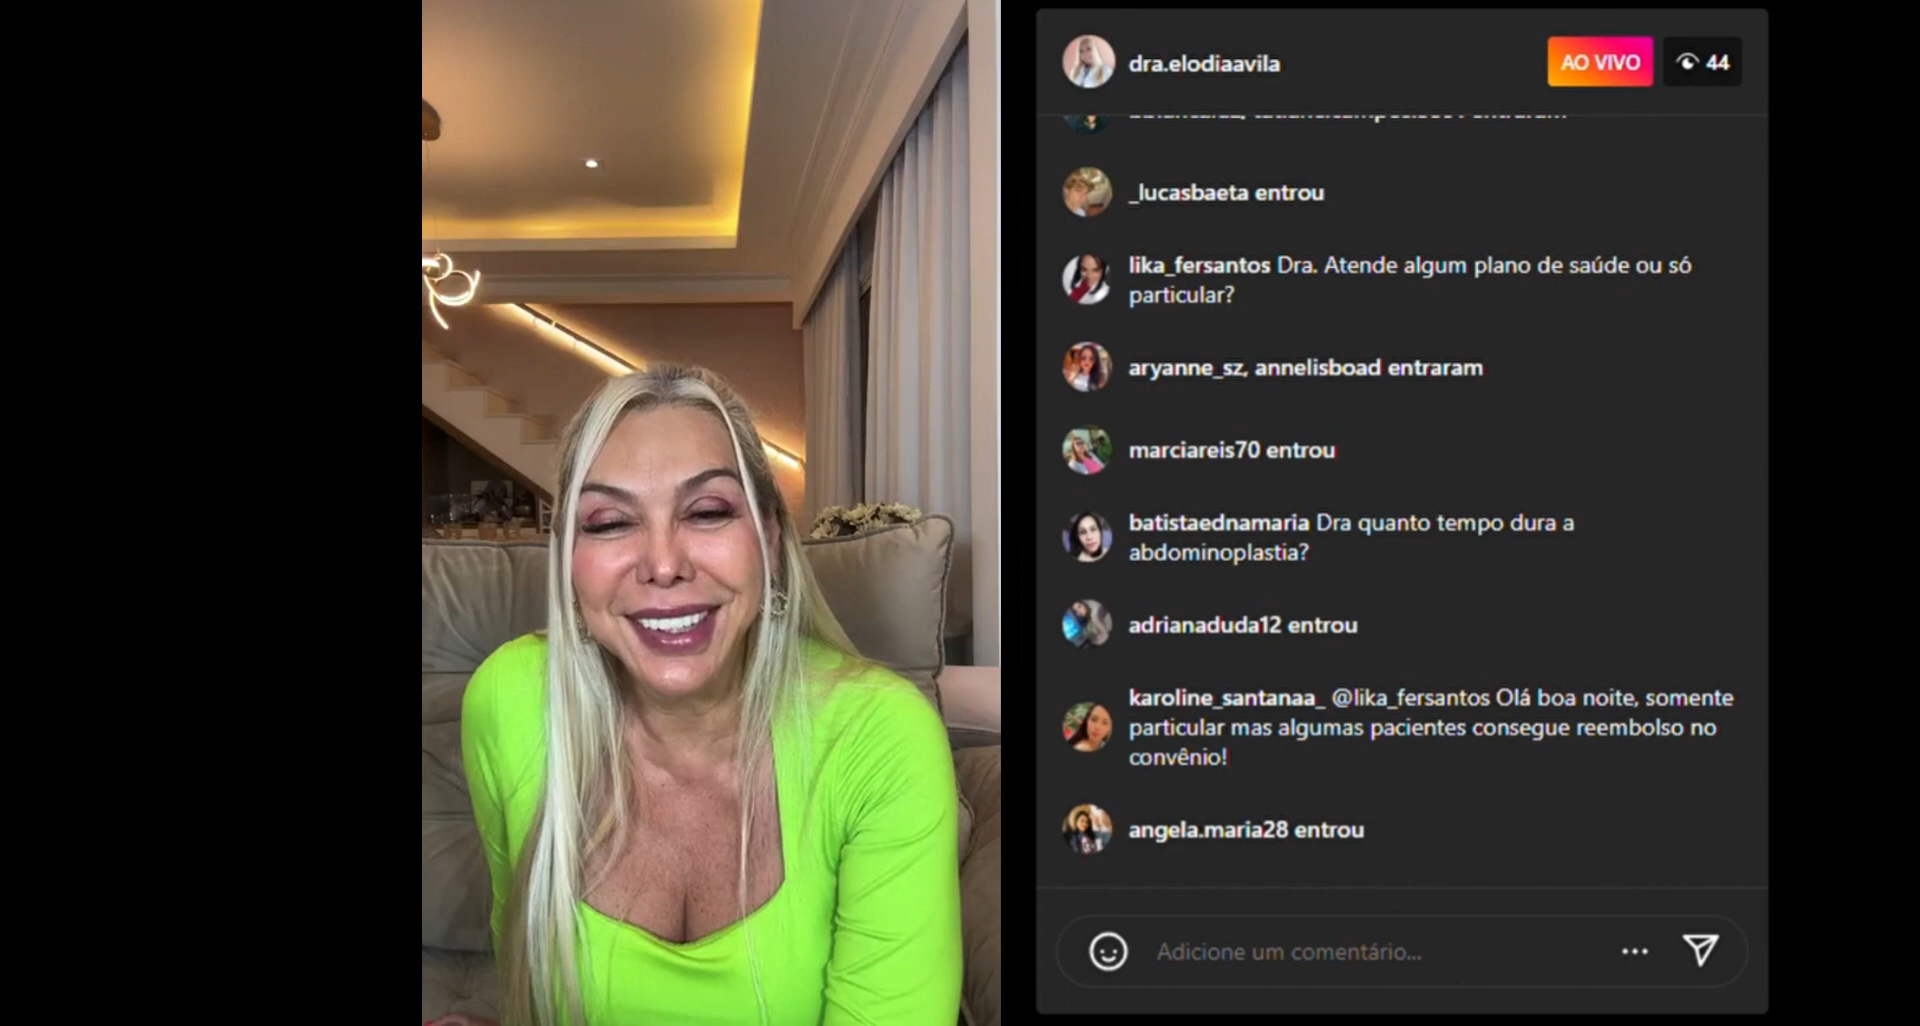 dra.elodiaavila
AO VIVO
44
entraram
_lucasbaeta entrou
lika_fersantos Dra. Atende algum plano de saúde ou só
particular?
aryanne_sz, annelisboad entraram
marciareis70 entrou
batistaednamaria Dra quanto tempo dura a
abdominoplastia?
adrianaduda12 entrou
karoline_santanaa_ @lika_fersantos Olá boa noite, somente
particular mas algumas pacientes consegue reembolso no
convênio!
angela.maria28 entrou
Adicione um comentário...